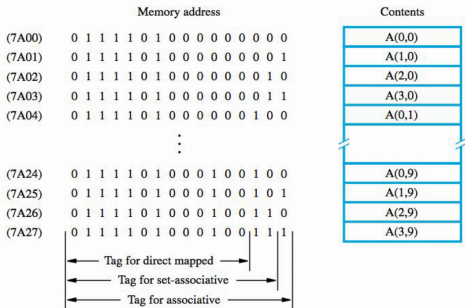 Memory address Contents
(7A00) 0 1 1 1 1 0 1 0 0 0 0 0 0 0 0 0 A(0,0)
(7A01) 0 1 1 1 1 0 1 0 0 0 0 0 0 0 0 1 A(1,0)
(7A02) 0 1 1 1 1 0 1 0 0 0 0 0 0 0 1 0 A(2,0)
(7A03) 0 1 1 1 1 0 1 0 0 0 0 0 0 0 1 1 A(3,0)
(7A04) 0 1 1 1 1 0 1 0 0 0 0 0 0 1 0 0 A(0,1)
(7A24) 0 1 1 1 1 0 1 0 0 0 1 0 0 1 0 0 A(0,9)
(7A25) 0 1 1 1 1 0 1 0 0 0 1 0 0 1 0 1 A(1,9)
(7A26) 0 1 1 1 1 0 1 0 0 0 1 0 0 1 1 0 A(2,9)
(7A27) 0 1 1 1 1 0 1 0 0 0 1 0 0 1 1 1 A(3,9)
Tag for direct mapped
Tag for set-associative
Tag for associative